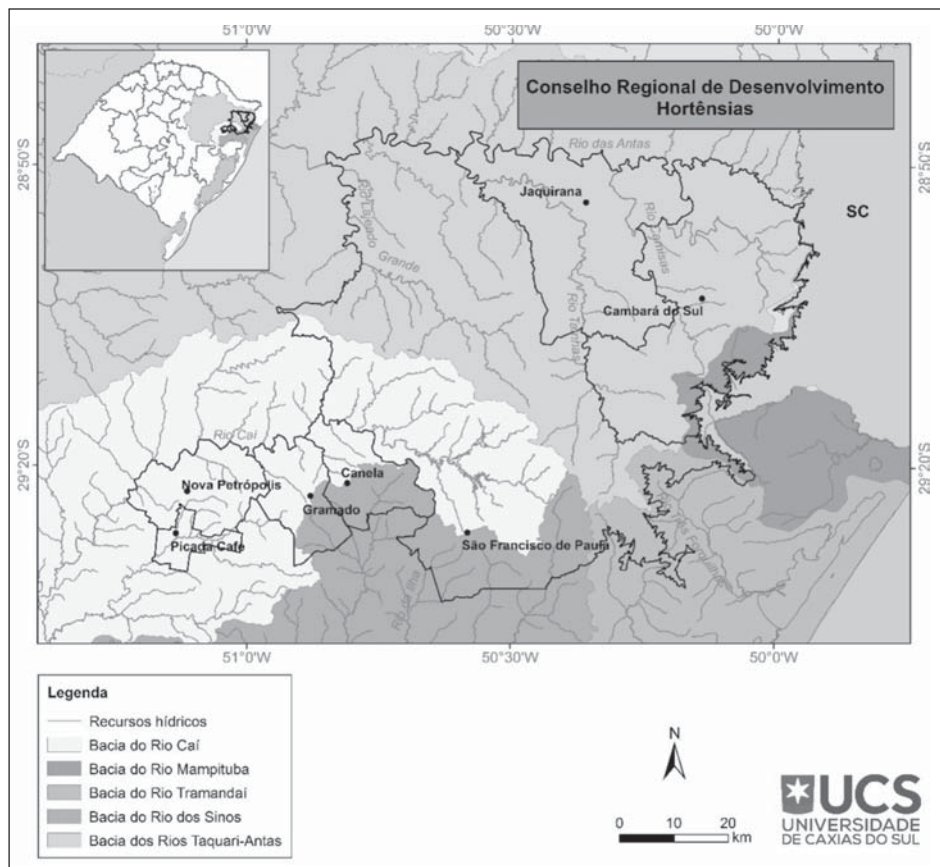 51°0'W 50°30'W 50°0'W
Conselho Regional de Desenvolvimento
Hortênsias
28°50'S
28°50'S
Rio das Antas
Jaquirana
SC
Rio Lajeado
Grande
Rio Camisas
Cambará do Sul
Rio Tainhas
Rio Caí
29°20'S
29°20'S
Canela
Nova Petrópolis
Gramado
Picada Café
São Francisco de Paula
51°0'W 50°30'W 50°0'W
Legenda
Recursos hídricos
Bacia do Rio Caí
Bacia do Rio Mampituba
Bacia do Rio Tramandaí
Bacia do Rio dos Sinos
Bacia dos Rios Taquari-Antas
N
0 10 20
km
UCS
UNIVERSIDADE
DE CAXIAS DO SUL